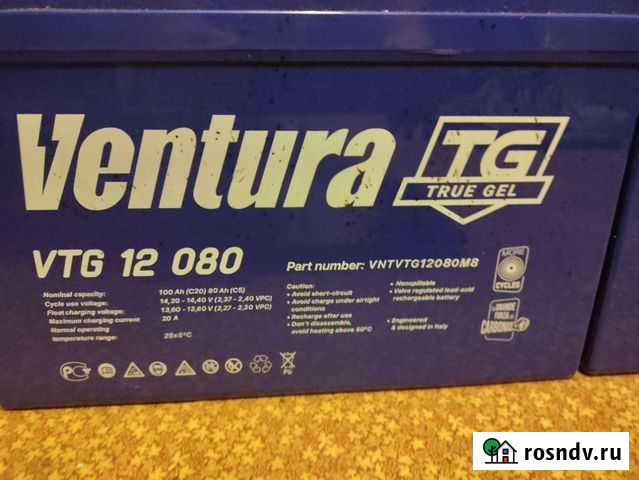 Ventura
TG
TRUE GEL
VTG 12 080
Part number: VNTVTG12080M8
Nominal capacity: 100 Ah (C20) 80 Ah (C5)
Cycle use voltage: 14,20 - 14,40 V (2,37 - 2,40 VPC)
Float charging voltage: 13,60 - 13,80 V (2,27 - 2,30 VPC)
Maximum charging current 20 A
Normal operating
temperature range: 25±5°C
Caution:
• Avoid short-circuit
• Avoid charge under airtight
conditions
• Recharge after use
• Don't disassemble,
avoid heating above 60°C
• Nonspillable
• Valve regulated lead-acid
rechargeable battery
• Engineered
& designed in Italy
CYCLES
CARBONIO
Pb
rosndv.ru